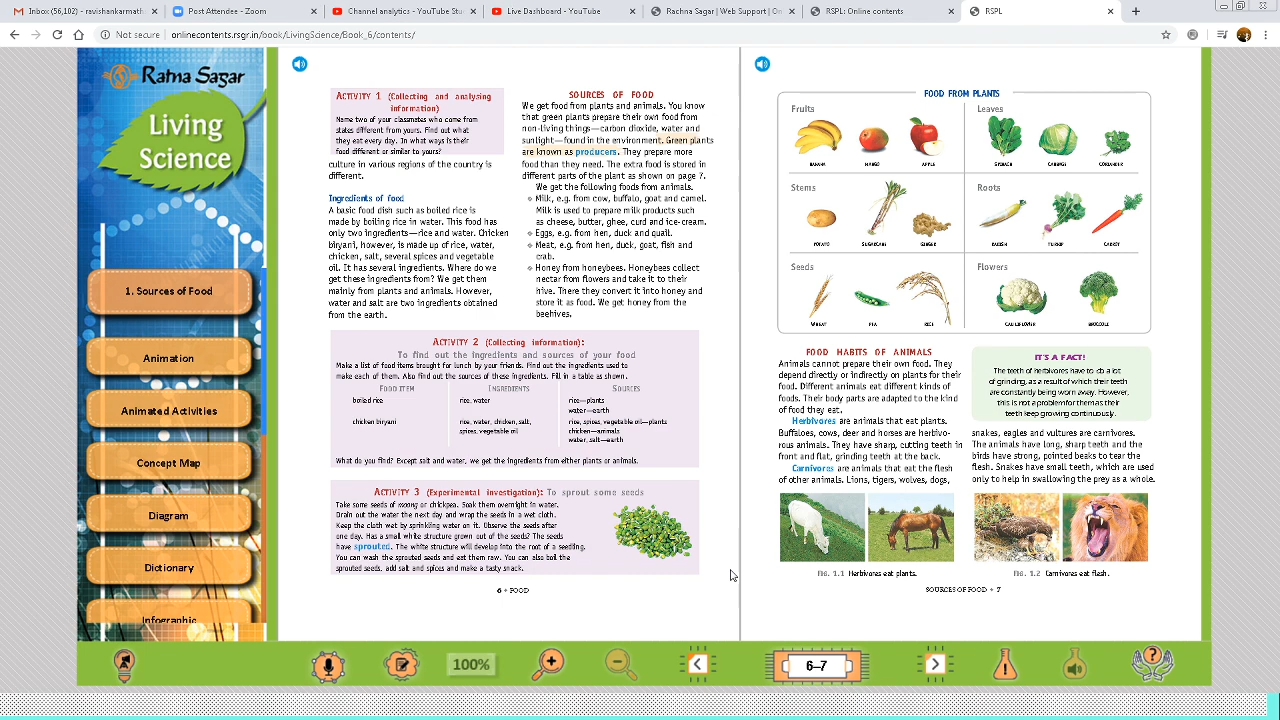 Inbox (56,102) - ravishankarmath
Post Attendee - Zoom
Channel analytics - YouTube Stu
Live Dashboard - YouTube
Rachna Sagar | Web Support | On
RSPL: Onlinecontents
RSPL
Not secure | onlinecontents.rsgr.in/book/LivingScience/Book_6/contents/
Ratna Sagar
Living
Science
1. Sources of Food
Animation
Animated Activities
Concept Map
Diagram
Dictionary
Infographic
ACTIVITY 1 (Collecting and analysing
information)
Name two of your classmates who come from
states different from yours. Find out what
they eat every day. In what ways is their
food different or similar to yours?
culture in various regions of the country is
different.
Ingredients of food
A basic food dish such as boiled rice is
made by boiling rice in water. This food has
only two ingredients—rice and water. Chicken
biryani, however, is made up of rice, water,
chicken, salt, several spices and vegetable
oil. It has several ingredients. Where do we
get these ingredients from? We get them
mainly from plants and animals. However,
water and salt are two ingredients obtained
from the earth.
SOURCES OF FOOD
We get food from plants and animals. You know
that green plants prepare their own food from
non-living things—carbon dioxide, water and
sunlight—found in the environment. Green plants
are known as producers. They prepare more
food than they need. The extra food is stored in
different parts of the plant as shown on page 7.
We get the following foods from animals.
❖ Milk, e.g. from cow, buffalo, goat and camel.
Milk is used to prepare milk products such
as cheese, butter, ghee, curd and ice cream.
❖ Eggs, e.g. from hen, duck and quail.
❖ Meat, e.g. from hen, duck, goat, fish and
crab.
❖ Honey from honeybees. Honeybees collect
nectar from flowers and take it to their
hive. Here they convert it into honey and
store it as food. We get honey from the
beehives.
ACTIVITY 2 (Collecting information):
To find out the ingredients and sources of your food
Make a list of food items brought for lunch by your friends. Find out the ingredients used to
make each of them. Also find out the sources of these ingredients. Fill in a table as shown.
FOOD ITEM INGREDIENTS SOURCES
boiled rice rice, water rice—plants
water—earth
chicken biryani rice, water, chicken, salt, rice, spices, vegetable oil—plants
spices, vegetable oil chicken—animals
water, salt—earth
What do you find? Except salt and water, we get the ingredients from either plants or animals.
ACTIVITY 3 (Experimental investigation): To sprout some seeds
Take some seeds of moong or chickpea. Soak them overnight in water.
Drain out the water the next day and wrap the seeds in a wet cloth.
Keep the cloth wet by sprinkling water on it. Observe the seeds after
one day. Has a small white structure grown out of the seeds? The seeds
have sprouted. The white structure will develop into the root of a seedling.
You can wash the sprouted seeds and eat them raw. You can also boil the
sprouted seeds, add salt and spices and make a tasty snack.
6 • FOOD
FOOD FROM PLANTS
Fruits
BANANA MANGO APPLE
Leaves
SPINACH CABBAGE CORIANDER
Stems
POTATO SUGARCANE GINGER
Roots
RADISH TURNIP CARROT
Seeds
WHEAT PEA RICE
Flowers
CAULIFLOWER BROCCOLI
FOOD HABITS OF ANIMALS
Animals cannot prepare their own food. They
depend directly or indirectly on plants for their
food. Different animals eat different kinds of
foods. Their body parts are adapted to the kind
of food they eat.
Herbivores are animals that eat plants.
Buffaloes, cows, deer and horses are herbivo-
rous animals. They have sharp, cutting teeth in
front and flat, grinding teeth at the back.
Carnivores are animals that eat the flesh
of other animals. Lions, tigers, wolves, dogs,
IT'S A FACT!
The teeth of herbivores have to do a lot
of grinding, as a result of which their teeth
are constantly being worn away. However,
this is not a problem for them as their
teeth keep growing continuously.
snakes, eagles and vultures are carnivores.
The animals have long, sharp teeth and the
birds have strong, pointed beaks to tear the
flesh. Snakes have small teeth, which are used
only to help in swallowing the prey as a whole.
FIG. 1.1 Herbivores eat plants.
FIG. 1.2 Carnivores eat flesh.
SOURCES OF FOOD • 7
100%
6–7